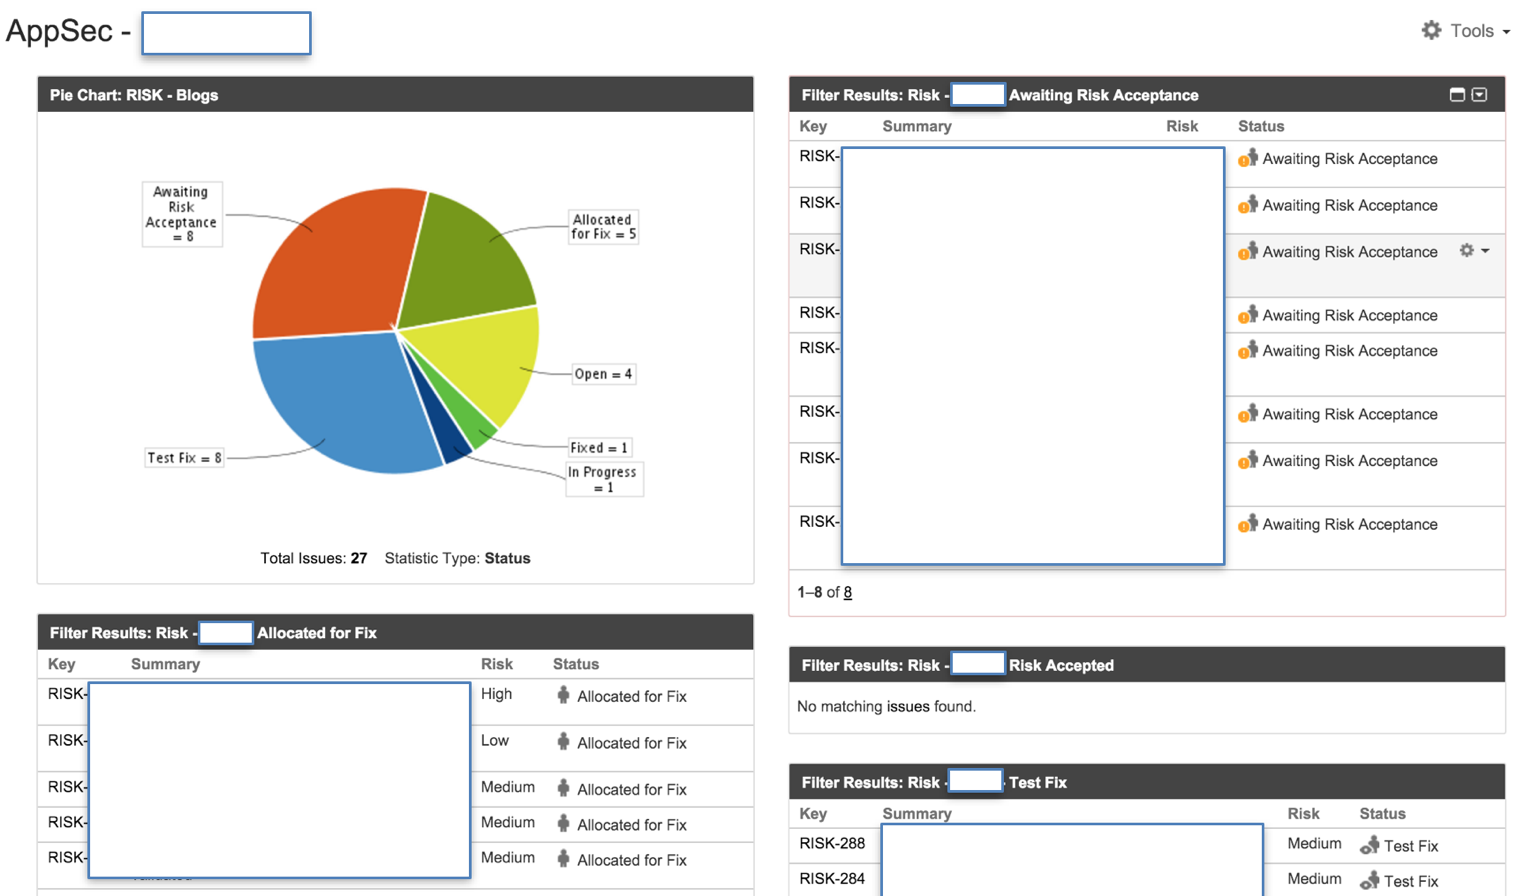 AppSec -
Tools
Pie Chart: RISK - Blogs
Awaiting
Risk
Acceptance
= 8
Allocated
for Fix = 5
Open = 4
Fixed = 1
In Progress
= 1
Test Fix = 8
Total Issues: 27 Statistic Type: Status
Filter Results: Risk - Allocated for Fix
Key Summary Risk Status
RISK- High Allocated for Fix
RISK- Low Allocated for Fix
RISK- Medium Allocated for Fix
RISK- Medium Allocated for Fix
RISK- Medium Allocated for Fix
Filter Results: Risk - Awaiting Risk Acceptance
Key Summary Risk Status
RISK- Awaiting Risk Acceptance
RISK- Awaiting Risk Acceptance
RISK- Awaiting Risk Acceptance
RISK- Awaiting Risk Acceptance
RISK- Awaiting Risk Acceptance
RISK- Awaiting Risk Acceptance
RISK- Awaiting Risk Acceptance
RISK- Awaiting Risk Acceptance
1–8 of 8
Filter Results: Risk - Risk Accepted
No matching issues found.
Filter Results: Risk - - Test Fix
Key Summary Risk Status
RISK-288 Medium Test Fix
RISK-284 Medium Test Fix